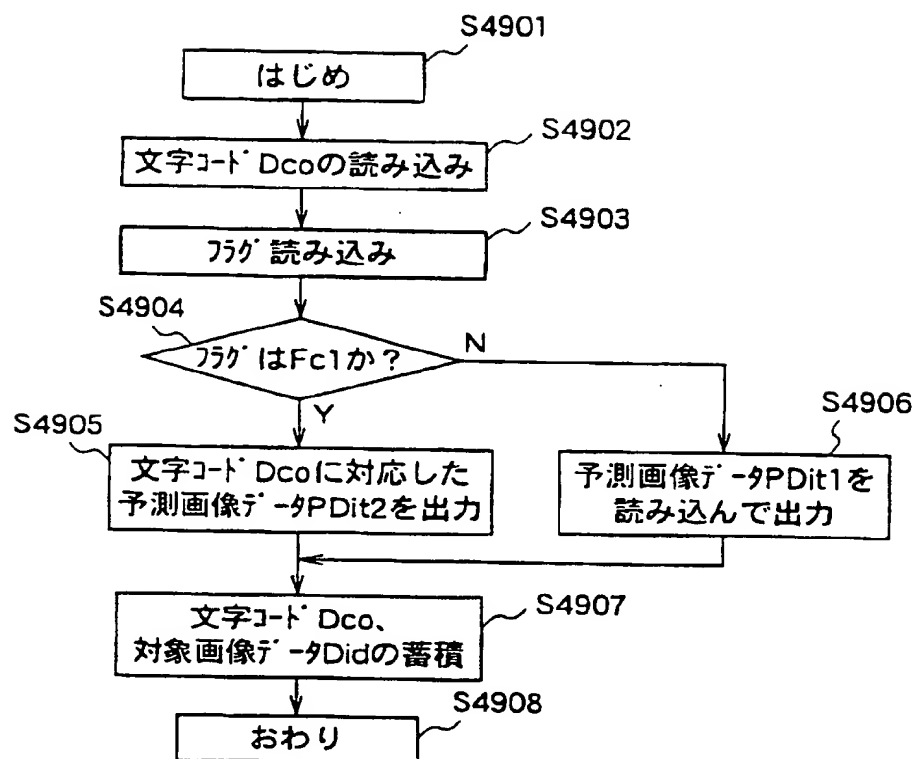 S4901
はじめ
S4902
文字コードDcoの読み込み
S4903
フラグ読み込み
S4904
フラグはFc1か?
N
Y
S4905
文字コードDcoに対応した
予測画像データPDit2を出力
S4906
予測画像データPDit1を
読み込んで出力
S4907
文字コードDco、
対象画像データDidの蓄積
S4908
おわり